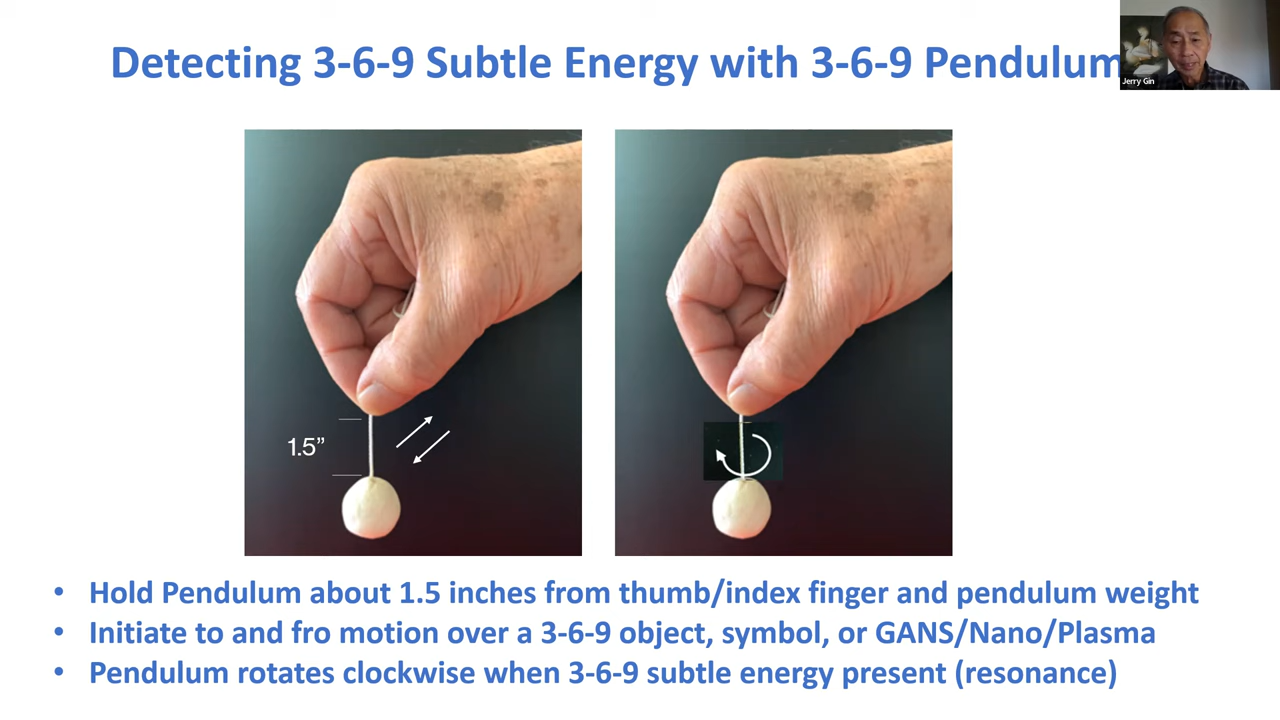 Detecting 3-6-9 Subtle Energy with 3-6-9 Pendulum
Jerry Gin
1.5”
• Hold Pendulum about 1.5 inches from thumb/index finger and pendulum weight
• Initiate to and fro motion over a 3-6-9 object, symbol, or GANS/Nano/Plasma
• Pendulum rotates clockwise when 3-6-9 subtle energy present (resonance)